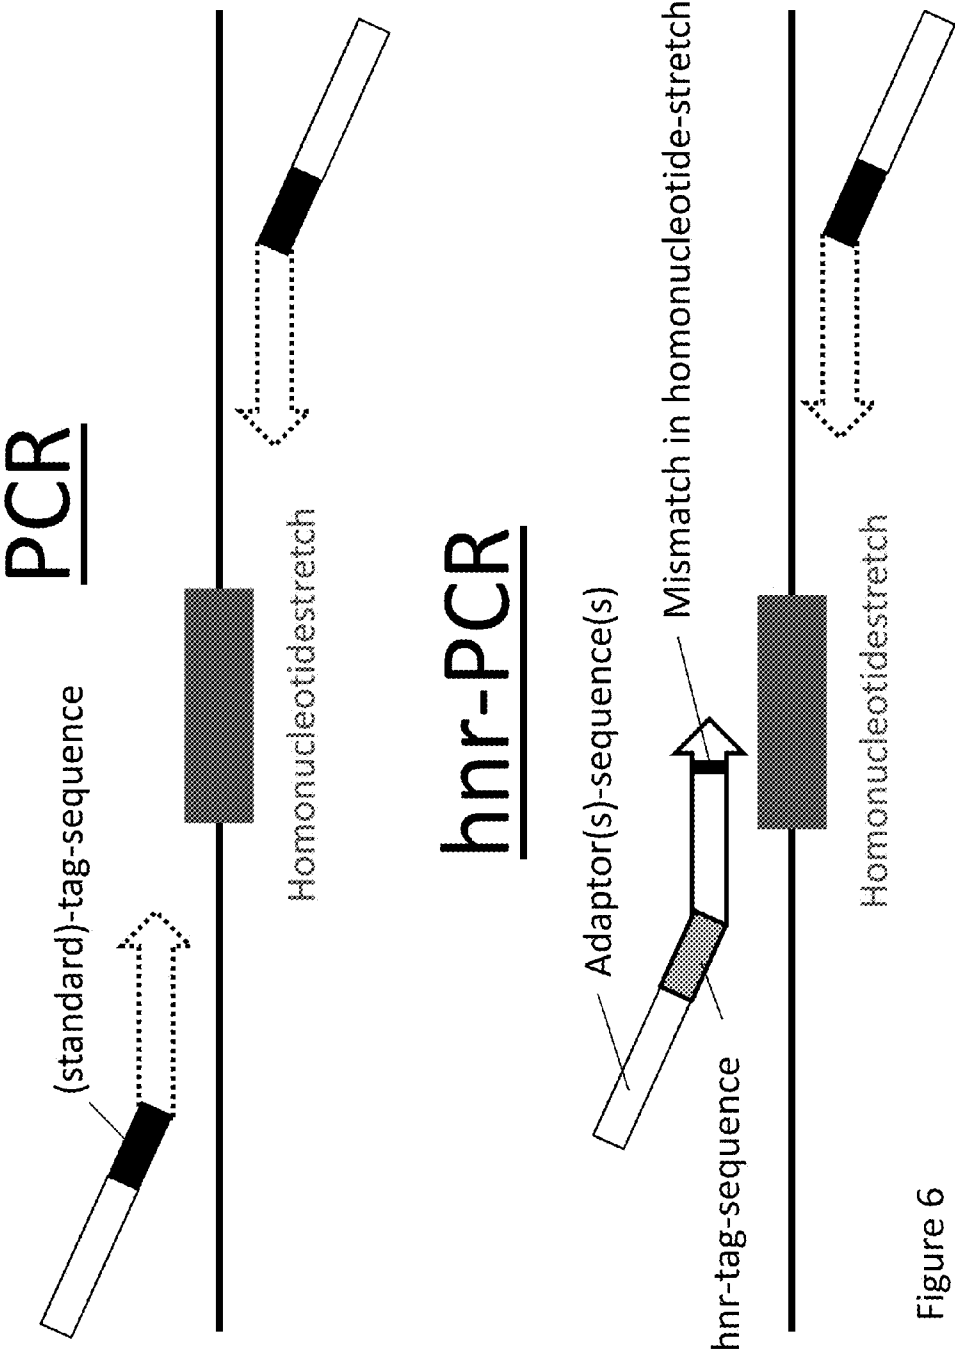 PCR
(standard)-tag-sequence
Homonucleotidestretch
hnr-PCR
Adaptor(s)-sequence(s)
Mismatch in homonucleotide-stretch
hnr-tag-sequence
Homonucleotidestretch
Figure 6